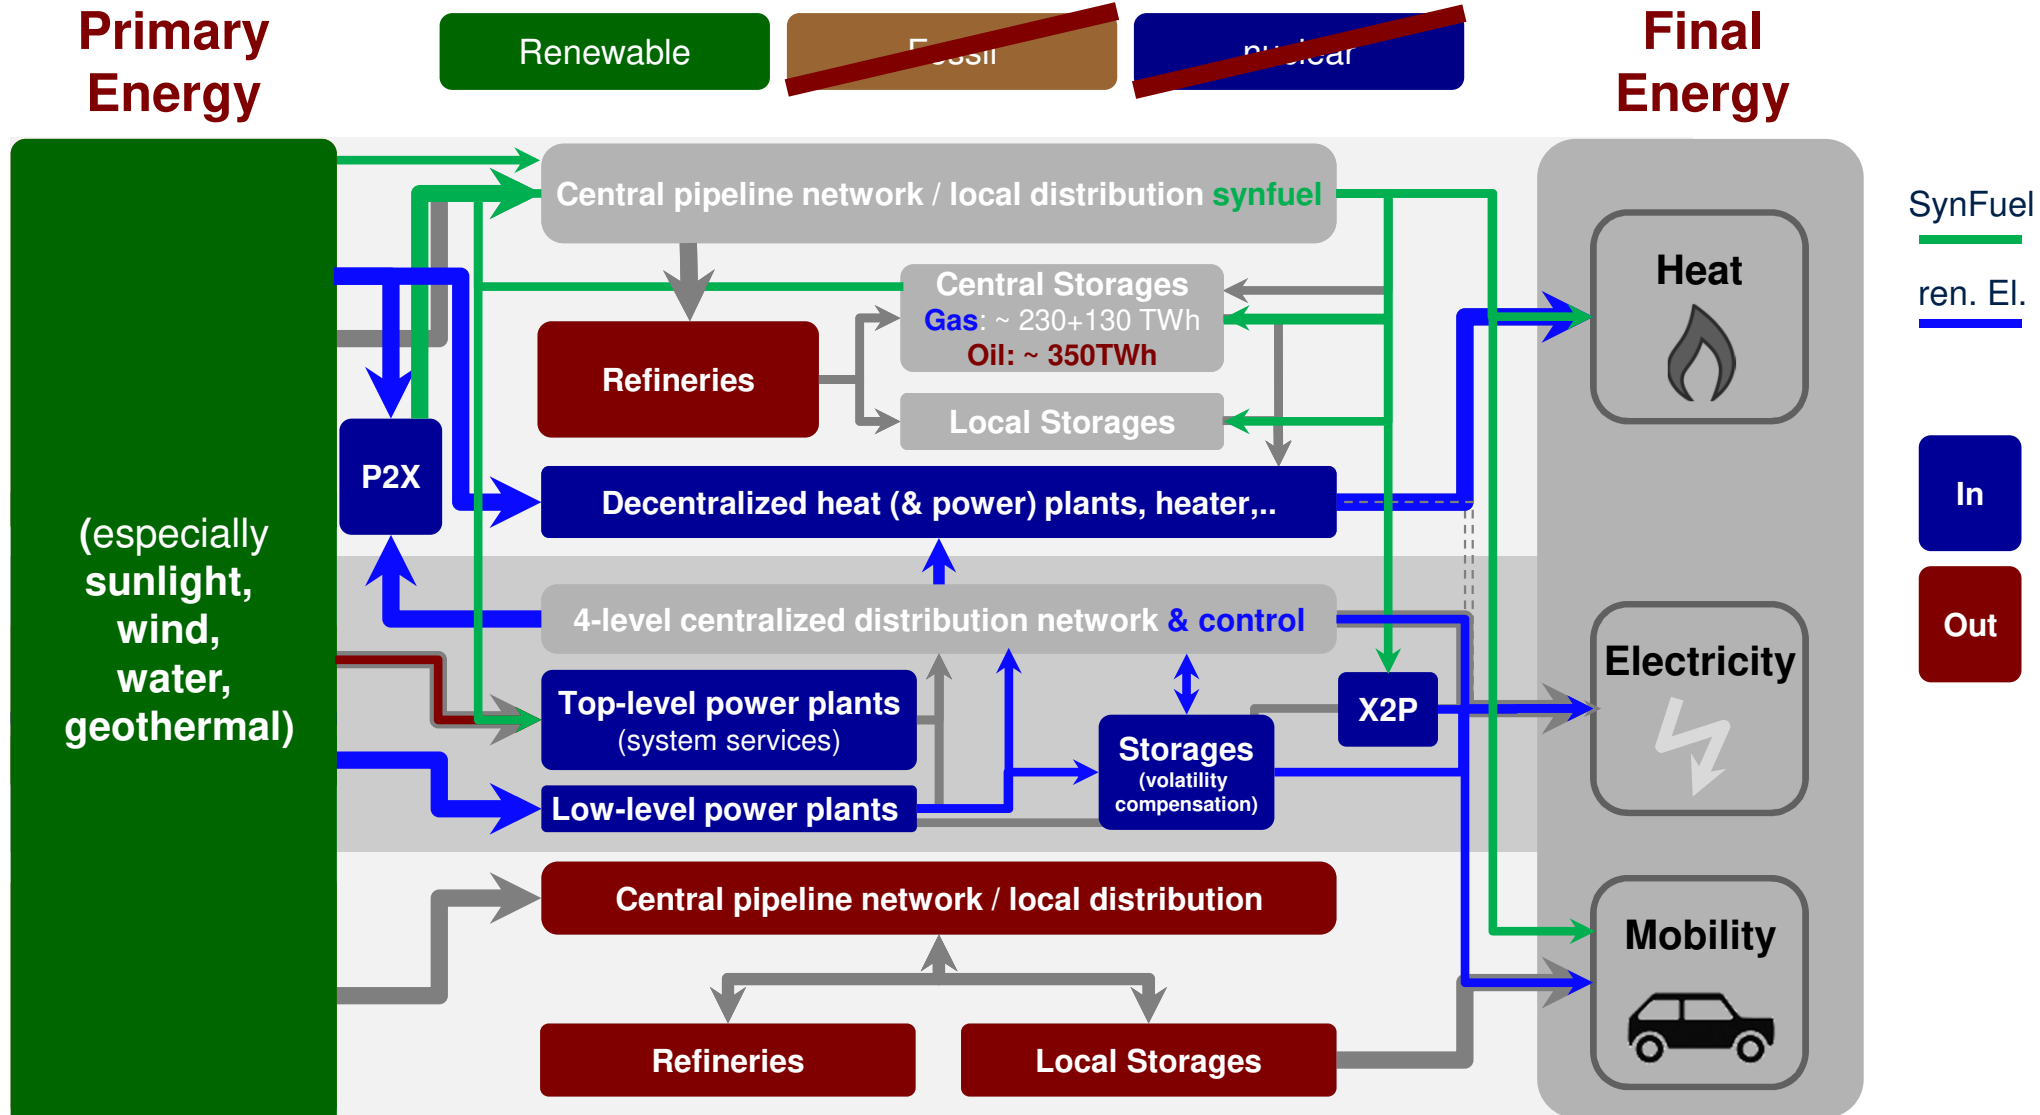 Primary
Energy
Renewable
Fossil
nuclear
Final
Energy
Central pipeline network / local distribution synfuel
SynFuel
ren. El.
Heat
Central Storages
Gas: ~ 230+130 TWh
Oil: ~ 350TWh
Refineries
Local Storages
P2X
Decentralized heat (& power) plants, heater,..
In
Out
(especially
sunlight,
wind,
water,
geothermal)
4-level centralized distribution network & control
Electricity
Top-level power plants
(system services)
X2P
Storages
(volatility
compensation)
Low-level power plants
Central pipeline network / local distribution
Mobility
Refineries
Local Storages